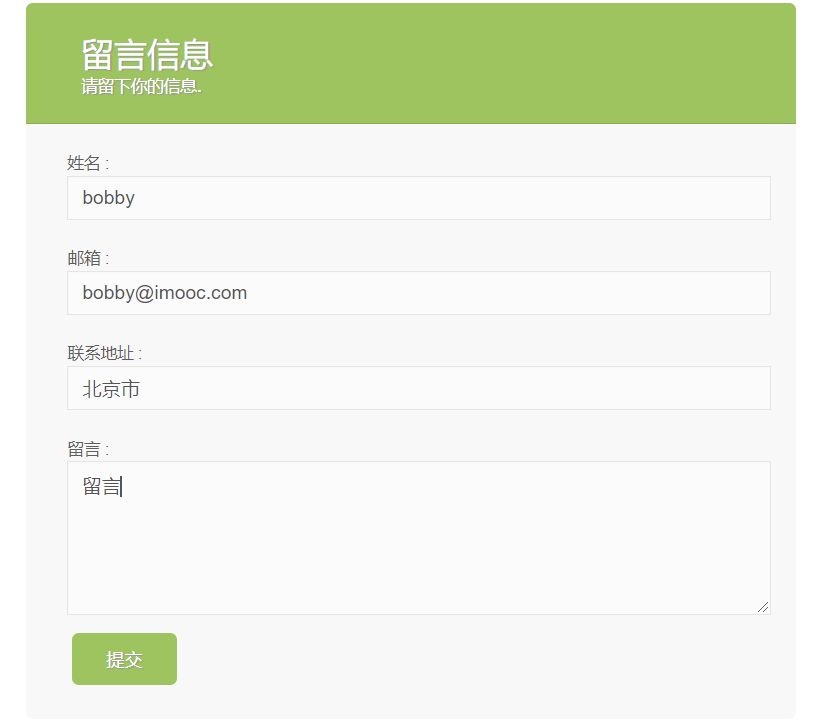 留言信息
请留下你的信息.
姓名 :
bobby
邮箱 :
bobby@imooc.com
联系地址 :
北京市
留言 :
留言
提交